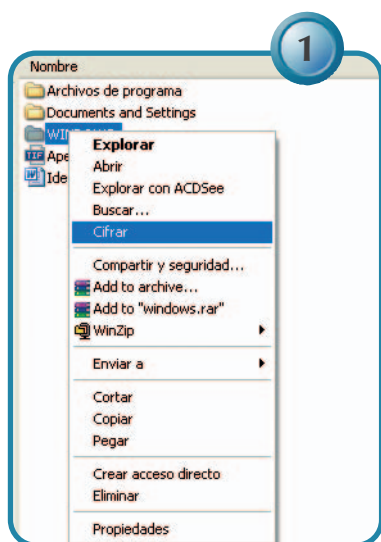 1
Nombre
Archivos de programa
Documents and Settings
Explorar
Abrir
Explorar con ACDSee
Buscar...
Cifrar
Compartir y seguridad...
Add to archive...
Add to "windows.rar"
WinZip
Enviar a
Cortar
Copiar
Pegar
Crear acceso directo
Eliminar
Propiedades